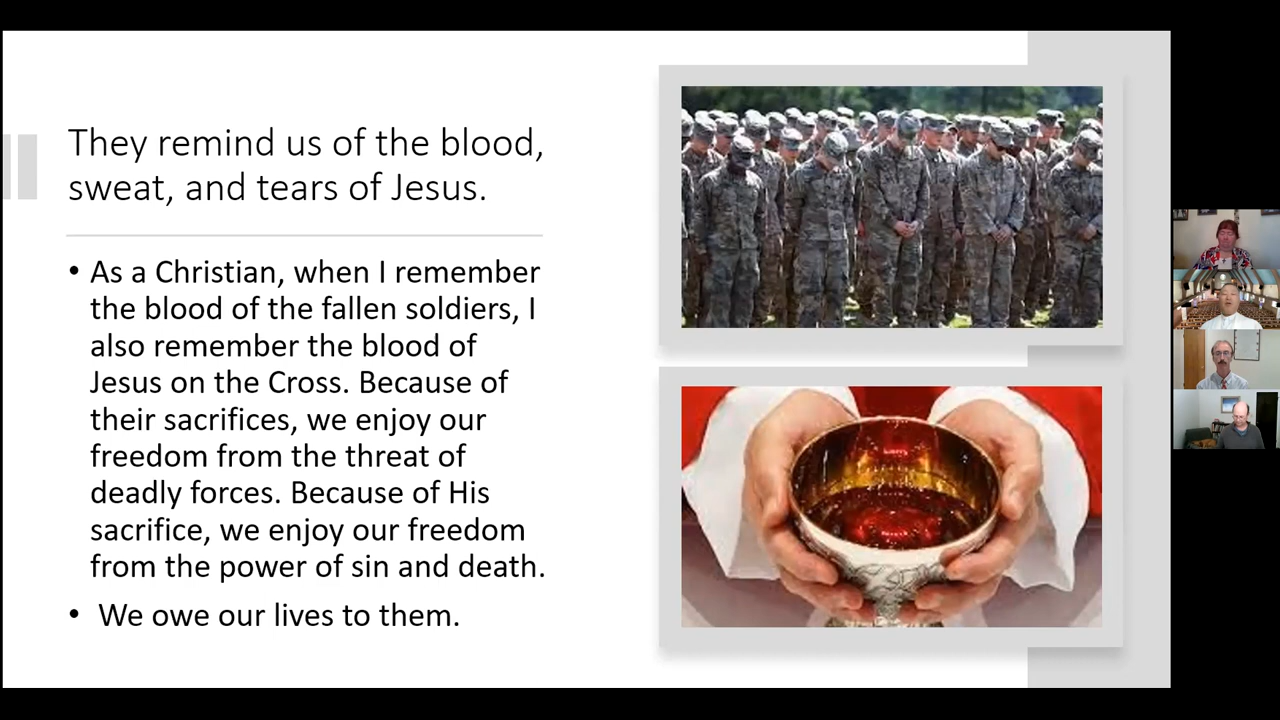 They remind us of the blood,
sweat, and tears of Jesus.
• As a Christian, when I remember
the blood of the fallen soldiers, I
also remember the blood of
Jesus on the Cross. Because of
their sacrifices, we enjoy our
freedom from the threat of
deadly forces. Because of His
sacrifice, we enjoy our freedom
from the power of sin and death.
• We owe our lives to them.